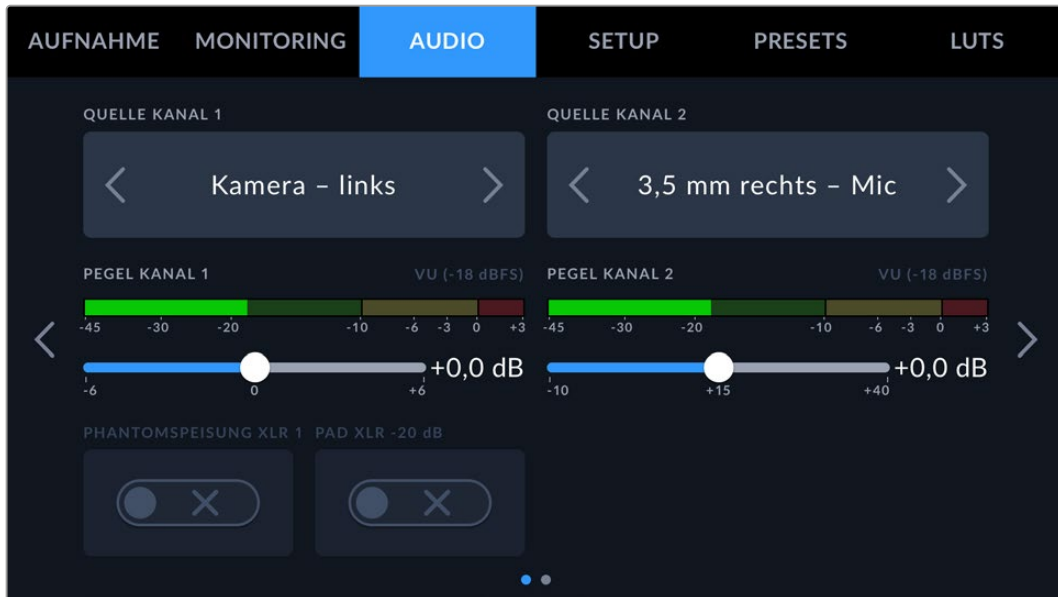 AUFNAHME MONITORING AUDIO SETUP PRESETS LUTS
QUELLE KANAL 1 QUELLE KANAL 2
Kamera – links 3,5 mm rechts – Mic
PEGEL KANAL 1 VU (-18 dBFS) PEGEL KANAL 2 VU (-18 dBFS)
-45 -30 -20 -10 -6 -3 0 +3 -45 -30 -20 -10 -6 -3 0 +3
+0,0 dB +0,0 dB
-6 0 +6 -10 +15 +40
PHANTOMSPEISUNG XLR 1 PAD XLR -20 dB